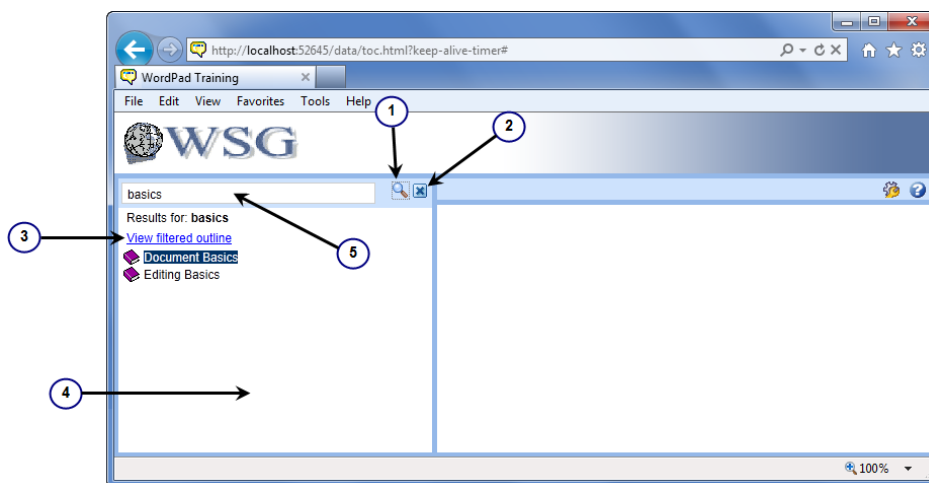 http://localhost:52645/data/toc.html?keep-alive-timer#
WordPad Training
File Edit View Favorites Tools Help
1
2
WSG
basics
Results for: basics
3
View filtered outline
5
Document Basics
Editing Basics
4
100%